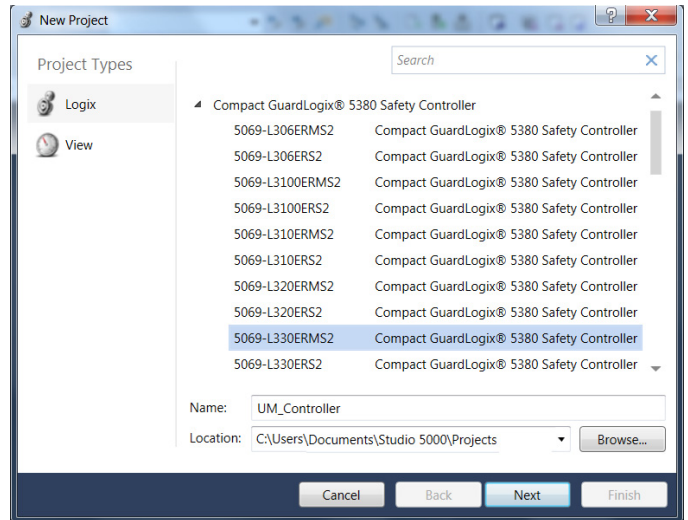 New Project
Project Types
Search
Logix
View
Compact GuardLogix® 5380 Safety Controller
5069-L306ERMS2 Compact GuardLogix® 5380 Safety Controller
5069-L306ERS2 Compact GuardLogix® 5380 Safety Controller
5069-L3100ERMS2 Compact GuardLogix® 5380 Safety Controller
5069-L3100ERS2 Compact GuardLogix® 5380 Safety Controller
5069-L310ERMS2 Compact GuardLogix® 5380 Safety Controller
5069-L310ERS2 Compact GuardLogix® 5380 Safety Controller
5069-L320ERMS2 Compact GuardLogix® 5380 Safety Controller
5069-L320ERS2 Compact GuardLogix® 5380 Safety Controller
5069-L330ERMS2 Compact GuardLogix® 5380 Safety Controller
5069-L330ERS2 Compact GuardLogix® 5380 Safety Controller
Name: UM_Controller
Location: C:\Users\Documents\Studio 5000\Projects Browse...
Cancel Back Next Finish